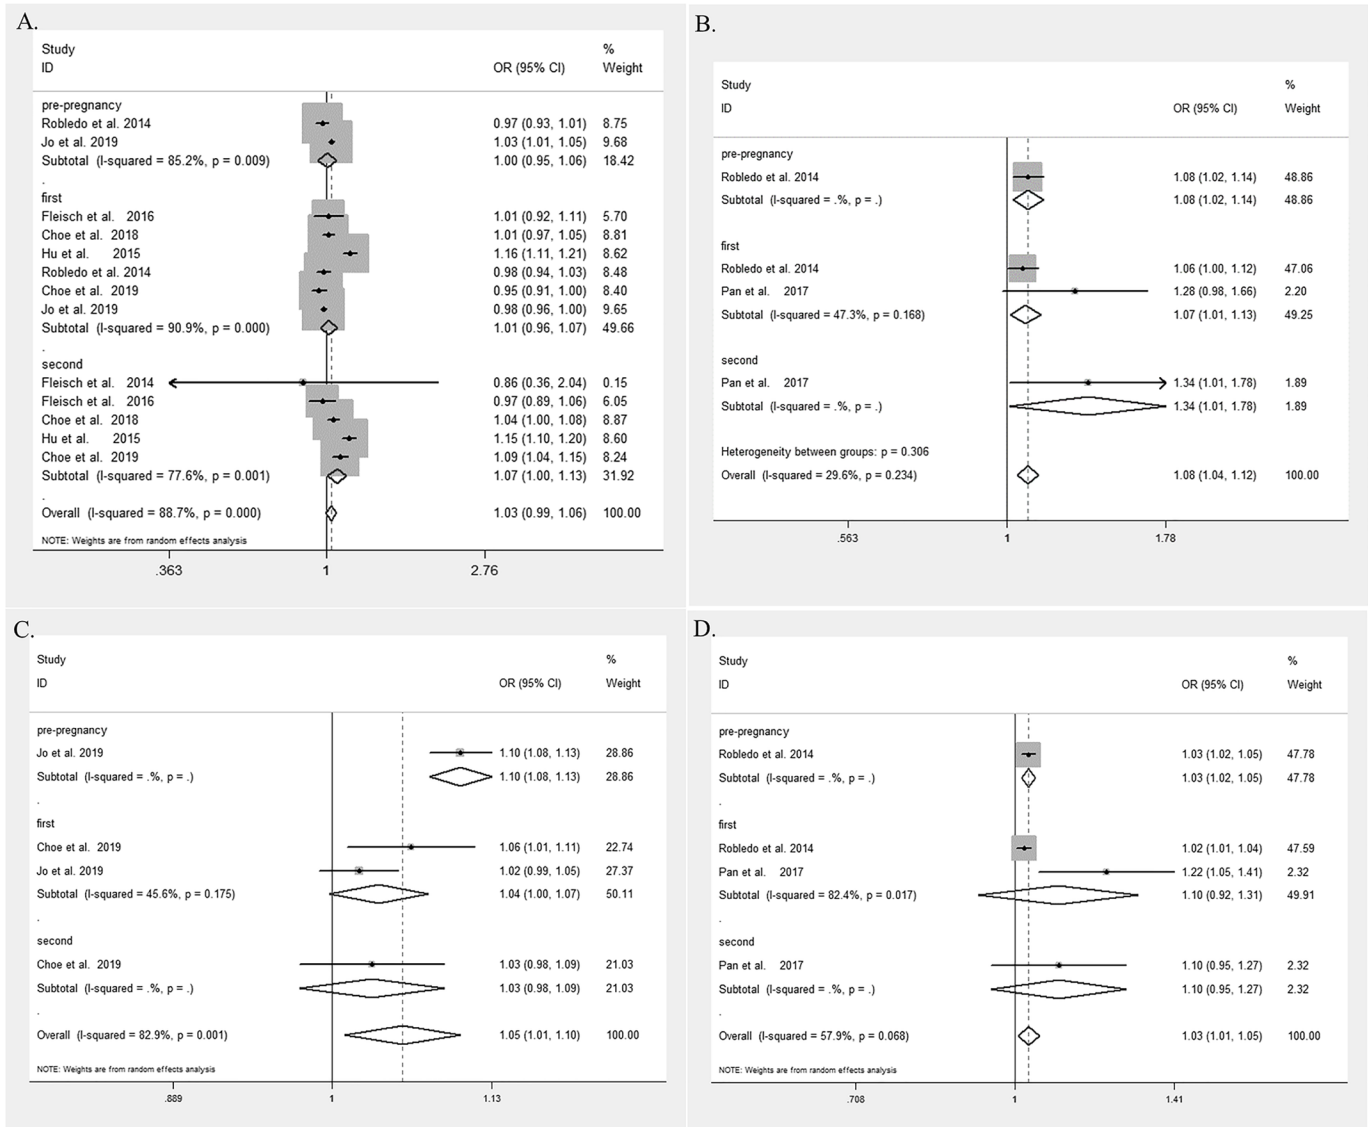 A.
Study %
ID OR (95% CI) Weight
pre-pregnancy
Robledo et al. 2014 0.97 (0.93, 1.01) 8.75
Jo et al. 2019 1.03 (1.01, 1.05) 9.68
Subtotal (I-squared = 85.2%, p = 0.009) 1.00 (0.95, 1.06) 18.42
.
first
Fleisch et al. 2016 1.01 (0.92, 1.11) 5.70
Choe et al. 2018 1.01 (0.97, 1.05) 8.81
Hu et al. 2015 1.16 (1.11, 1.21) 8.62
Robledo et al. 2014 0.98 (0.94, 1.03) 8.48
Choe et al. 2019 0.95 (0.91, 1.00) 8.40
Jo et al. 2019 0.98 (0.96, 1.00) 9.65
Subtotal (I-squared = 90.9%, p = 0.000) 1.01 (0.96, 1.07) 49.66
.
second
Fleisch et al. 2014 0.86 (0.36, 2.04) 0.15
Fleisch et al. 2016 0.97 (0.89, 1.06) 6.05
Choe et al. 2018 1.04 (1.00, 1.08) 8.87
Hu et al. 2015 1.15 (1.10, 1.20) 8.60
Choe et al. 2019 1.09 (1.04, 1.15) 8.24
Subtotal (I-squared = 77.6%, p = 0.001) 1.07 (1.00, 1.13) 31.92
.
Overall (I-squared = 88.7%, p = 0.000) 1.03 (0.99, 1.06) 100.00
NOTE: Weights are from random effects analysis
.363 1 2.76
B.
Study %
ID OR (95% CI) Weight
pre-pregnancy
Robledo et al. 2014 1.08 (1.02, 1.14) 48.86
Subtotal (I-squared = .%, p = .) 1.08 (1.02, 1.14) 48.86
first
Robledo et al. 2014 1.06 (1.00, 1.12) 47.06
Pan et al. 2017 1.28 (0.98, 1.66) 2.20
Subtotal (I-squared = 47.3%, p = 0.168) 1.07 (1.01, 1.13) 49.25
second
Pan et al. 2017 1.34 (1.01, 1.78) 1.89
Subtotal (I-squared = .%, p = .) 1.34 (1.01, 1.78) 1.89
Heterogeneity between groups: p = 0.306
Overall (I-squared = 29.6%, p = 0.234) 1.08 (1.04, 1.12) 100.00
.563 1 1.78
C.
Study %
ID OR (95% CI) Weight
pre-pregnancy
Jo et al. 2019 1.10 (1.08, 1.13) 28.86
Subtotal (I-squared = .%, p = .) 1.10 (1.08, 1.13) 28.86
.
first
Choe et al. 2019 1.06 (1.01, 1.11) 22.74
Jo et al. 2019 1.02 (0.99, 1.05) 27.37
Subtotal (I-squared = 45.6%, p = 0.175) 1.04 (1.00, 1.07) 50.11
.
second
Choe et al. 2019 1.03 (0.98, 1.09) 21.03
Subtotal (I-squared = .%, p = .) 1.03 (0.98, 1.09) 21.03
.
Overall (I-squared = 82.9%, p = 0.001) 1.05 (1.01, 1.10) 100.00
NOTE: Weights are from random effects analysis
.889 1 1.13
D.
Study %
ID OR (95% CI) Weight
pre-pregnancy
Robledo et al. 2014 1.03 (1.02, 1.05) 47.78
Subtotal (I-squared = .%, p = .) 1.03 (1.02, 1.05) 47.78
.
first
Robledo et al. 2014 1.02 (1.01, 1.04) 47.59
Pan et al. 2017 1.22 (1.05, 1.41) 2.32
Subtotal (I-squared = 82.4%, p = 0.017) 1.10 (0.92, 1.31) 49.91
.
second
Pan et al. 2017 1.10 (0.95, 1.27) 2.32
Subtotal (I-squared = .%, p = .) 1.10 (0.95, 1.27) 2.32
.
Overall (I-squared = 57.9%, p = 0.068) 1.03 (1.01, 1.05) 100.00
NOTE: Weights are from random effects analysis
.708 1 1.41